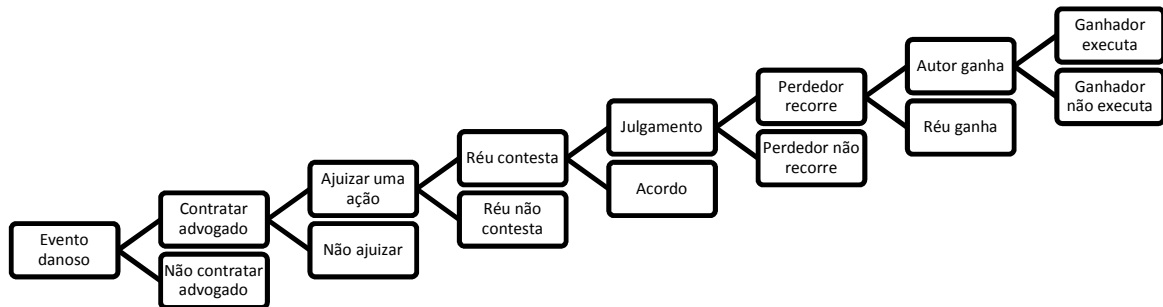 Evento
danoso
Contratar
advogado
Não contratar
advogado
Ajuizar uma
ação
Não ajuizar
Réu contesta
Réu não
contesta
Julgamento
Acordo
Perdedor
recorre
Perdedor não
recorre
Autor ganha
Réu ganha
Ganhador
executa
Ganhador
não executa